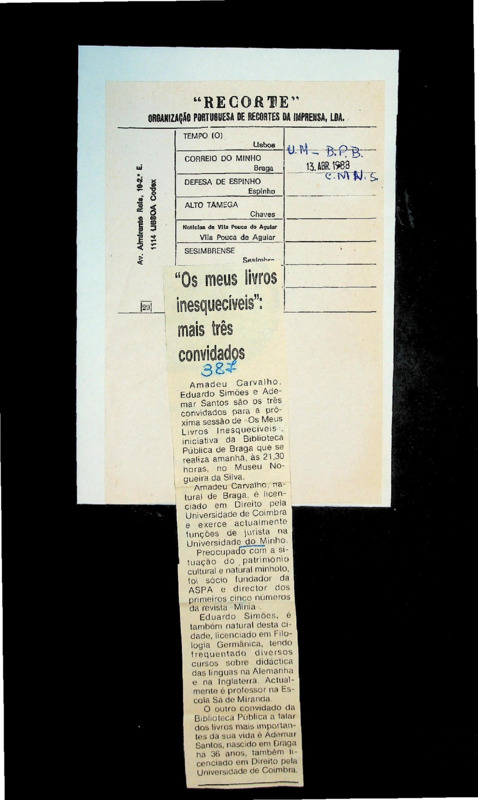 "RECORTE"
ORGANIZAÇÃO PORTUGUESA DE RECORTES DA IMPRENSA, LDA.
Av. Almirante Reis, 19-2.º E.
1114 LISBOA Codex
29
TEMPO (O)
Lisboa
CORREIO DO MINHO
Braga
DEFESA DE ESPINHO
Espinho
ALTO TAMEGA
Chaves
Notícias de Vila Pouca de Aguiar
Vila Pouca de Aguiar
SESIMBRENSE
Sesimbra
U.M - B.P.B.
13. ABR. 1989
C.M.N.S.
"Os meus livros
inesquecíveis":
mais três
convidados
387
Amadeu Carvalho,
Eduardo Simões e Ade-
mar Santos são os três
convidados para a pró-
xima sessão de "Os Meus
Livros Inesquecíveis",
iniciativa da Biblioteca
Pública de Braga que se
realiza amanhã, às 21,30
horas, no Museu No-
gueira da Silva.
Amadeu Carvalho, na-
tural de Braga, é licen-
ciado em Direito pela
Universidade de Coimbra
e exerce actualmente
funções de jurista na
Universidade do Minho.
Preocupado com a si-
tuação do património
cultural e natural minhoto,
foi sócio fundador da
ASPA e director dos
primeiros cinco números
da revista "Mínia".
Eduardo Simões, é
também natural desta ci-
dade, licenciado em Filo-
logia Germânica, tendo
frequentado diversos
cursos sobre didáctica
das línguas na Alemanha
e na Inglaterra. Actual-
mente é professor na Es-
cola Sá de Miranda.
O outro convidado da
Biblioteca Pública a falar
dos livros mais importan-
tes da sua vida é Ademar
Santos, nascido em Braga
há 36 anos, também li-
cenciado em Direito pela
Universidade de Coimbra.